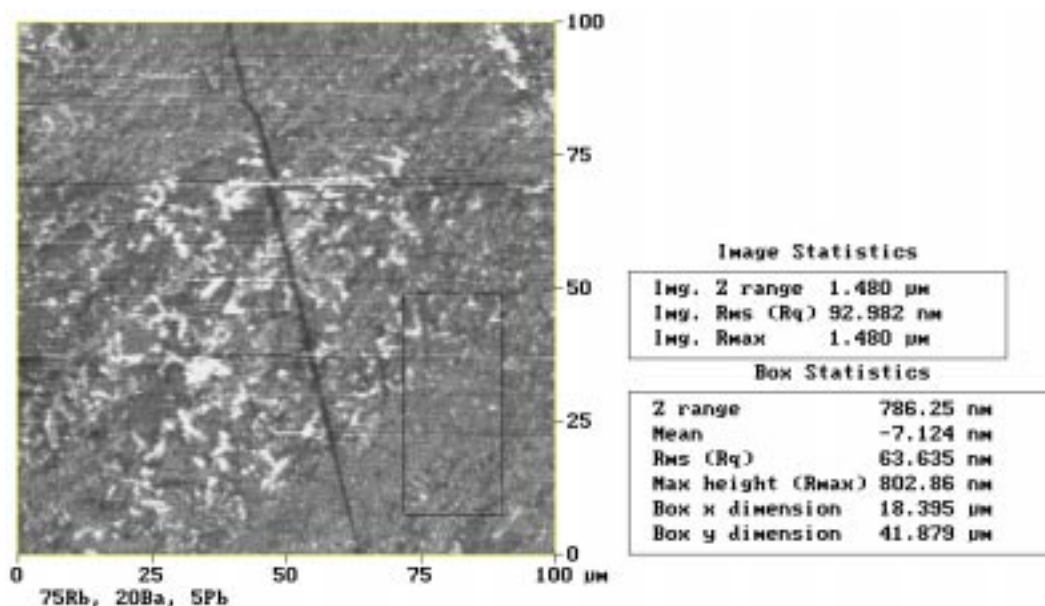 100
75
50
25
0
0 25 50 75 100 µm
75Rb, 20Ba, 5Pb
Image Statistics
Img. Z range 1.480 µm
Img. Rms (Rq) 92.982 nm
Img. Rmax 1.480 µm
Box Statistics
Z range 786.25 nm
Mean -7.124 nm
Rms (Rq) 63.635 nm
Max height (Rmax) 802.86 nm
Box x dimension 18.395 µm
Box y dimension 41.879 µm